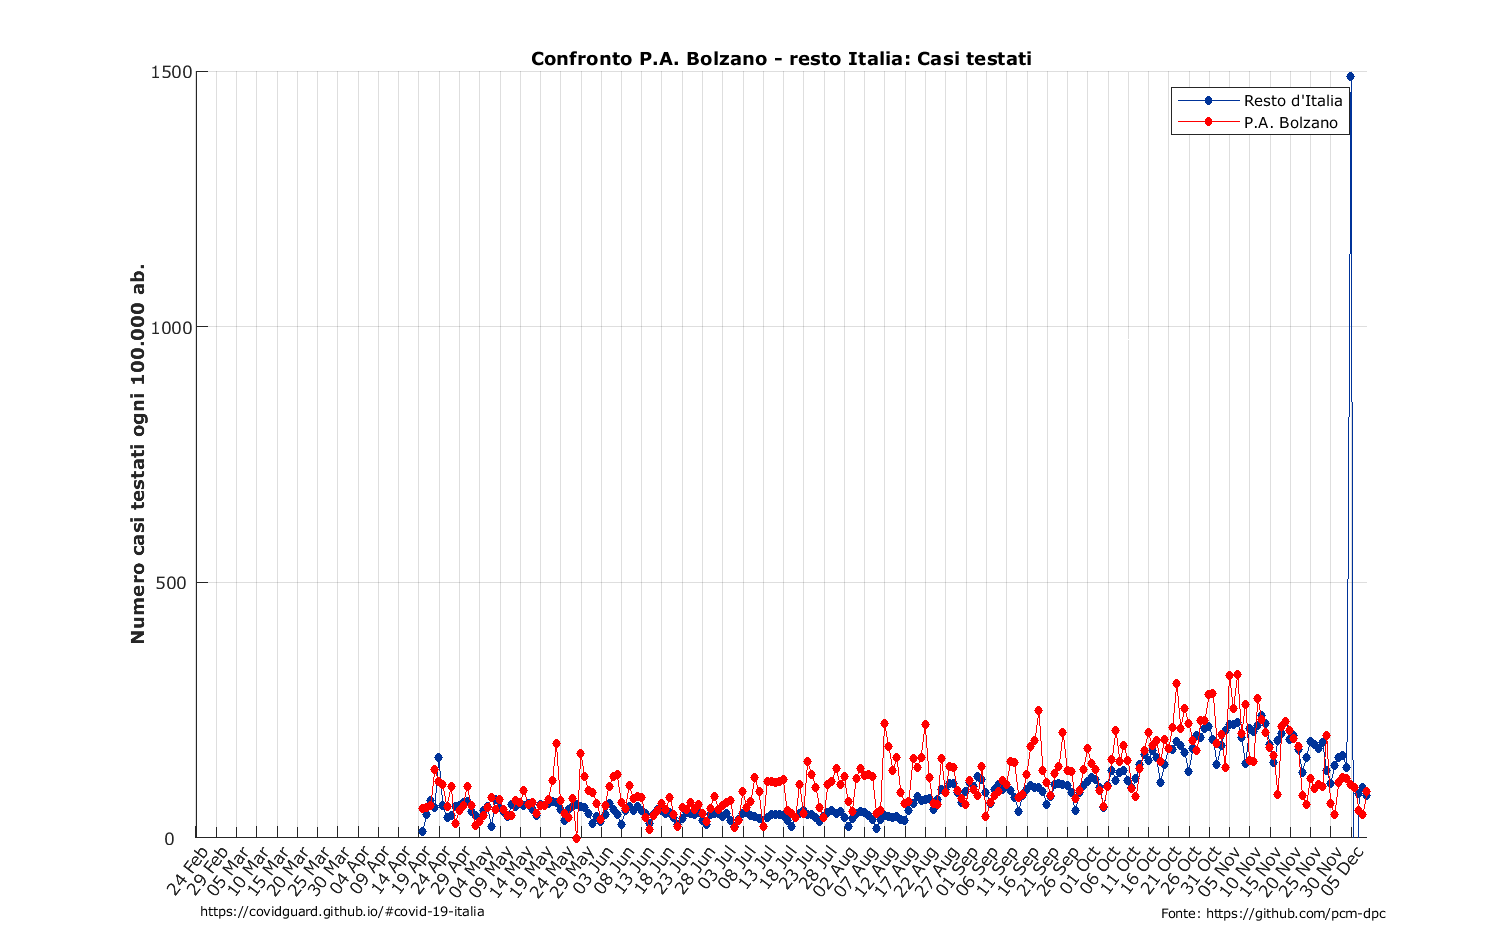 Confronto P.A. Bolzano - resto Italia: Casi testati
Numero casi testati ogni 100.000 ab.
1500
1000
500
0
Resto d'Italia
P.A. Bolzano
24 Feb
29 Feb
05 Mar
10 Mar
15 Mar
20 Mar
25 Mar
30 Mar
04 Apr
09 Apr
14 Apr
19 Apr
24 Apr
29 Apr
04 May
09 May
14 May
19 May
24 May
29 May
03 Jun
08 Jun
13 Jun
18 Jun
23 Jun
28 Jun
03 Jul
08 Jul
13 Jul
18 Jul
23 Jul
28 Jul
02 Aug
07 Aug
12 Aug
17 Aug
22 Aug
27 Aug
01 Sep
06 Sep
11 Sep
16 Sep
21 Sep
26 Sep
01 Oct
06 Oct
11 Oct
16 Oct
21 Oct
26 Oct
31 Oct
05 Nov
10 Nov
15 Nov
20 Nov
25 Nov
30 Nov
05 Dec
https://covidguard.github.io/#covid-19-italia
Fonte: https://github.com/pcm-dpc